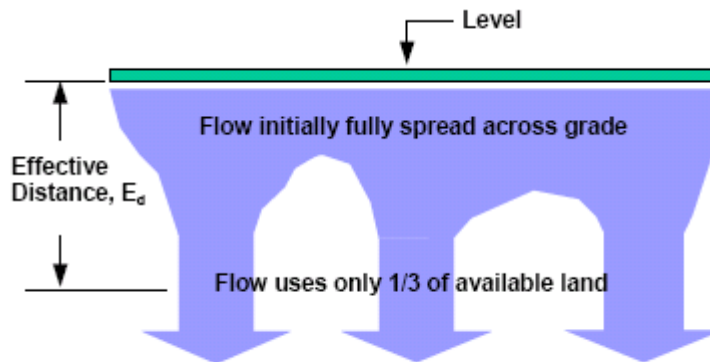 Level
Flow initially fully spread across grade
Effective
Distance, Ed
Flow uses only 1/3 of available land